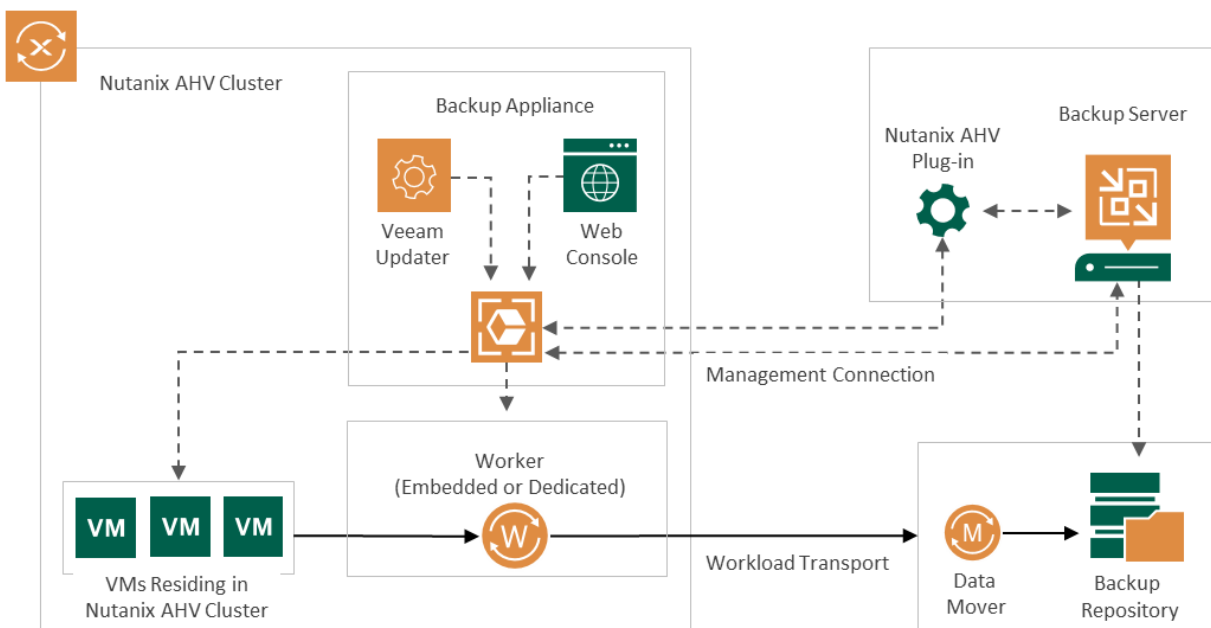 Nutanix AHV Cluster
Backup Appliance
Veeam
Updater
Web
Console
Nutanix AHV
Plug-in
Backup Server
Management Connection
Worker
(Embedded or Dedicated)
W
VM VM VM
VMs Residing in
Nutanix AHV Cluster
Workload Transport
M
Data
Mover
Backup
Repository